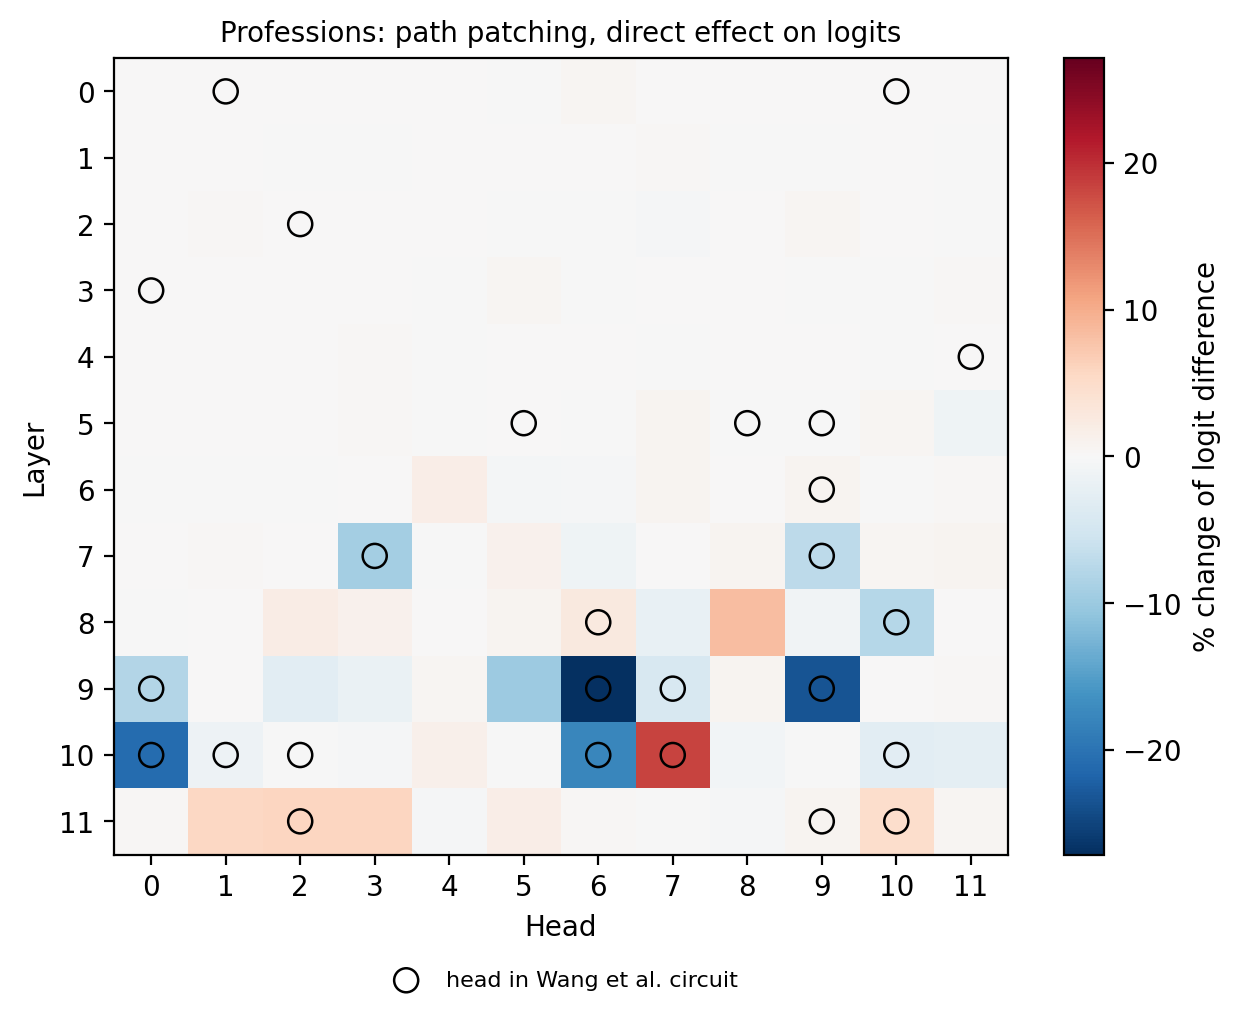 Professions: path patching, direct effect on logits
0
1
2
3
4
5
6
7
8
9
10
11
Layer
0 1 2 3 4 5 6 7 8 9 10 11
Head
20
10
0
−10
−20
% change of logit difference
head in Wang et al. circuit